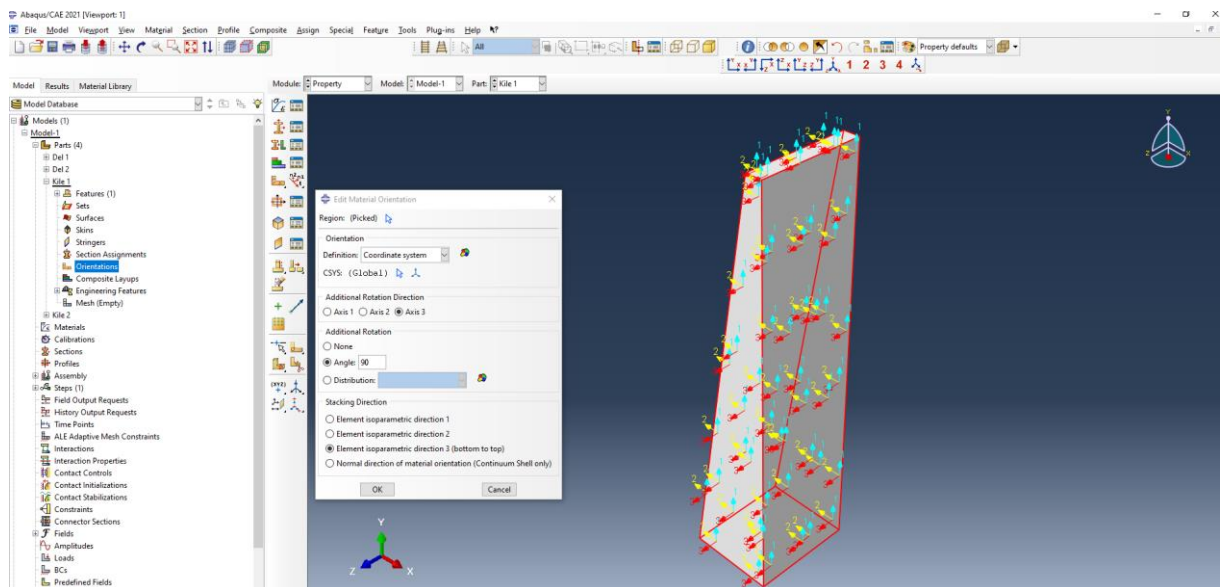 Abaqus/CAE 2021 [Viewport: 1]
File Model Viewport View Material Section Profile Composite Assign Special Feature Tools Plug-ins Help
All
Property defaults
1 2 3 4
Model Results Material Library
Module: Property Model: Model-1 Part: Kile 1
Model Database
Models (1)
Model-1
Parts (4)
Del 1
Del 2
Kile 1
Features (1)
Sets
Surfaces
Skins
Stringers
Section Assignments
Orientations
Composite Layups
Engineering Features
Mesh (Empty)
Kile 2
Materials
Calibrations
Sections
Profiles
Assembly
Steps (1)
Field Output Requests
History Output Requests
Time Points
ALE Adaptive Mesh Constraints
Interactions
Interaction Properties
Contact Controls
Contact Initializations
Contact Stabilizations
Constraints
Connector Sections
Fields
Amplitudes
Loads
BCs
Predefined Fields
Edit Material Orientation
Region: (Picked)
Orientation
Definition: Coordinate system
CSYS: (Global)
Additional Rotation Direction
Axis 1 Axis 2 Axis 3
Additional Rotation
None
Angle: 90
Distribution:
Stacking Direction
Element isoparametric direction 1
Element isoparametric direction 2
Element isoparametric direction 3 (bottom to top)
Normal direction of material orientation (Continuum Shell only)
OK Cancel
Y
Z X